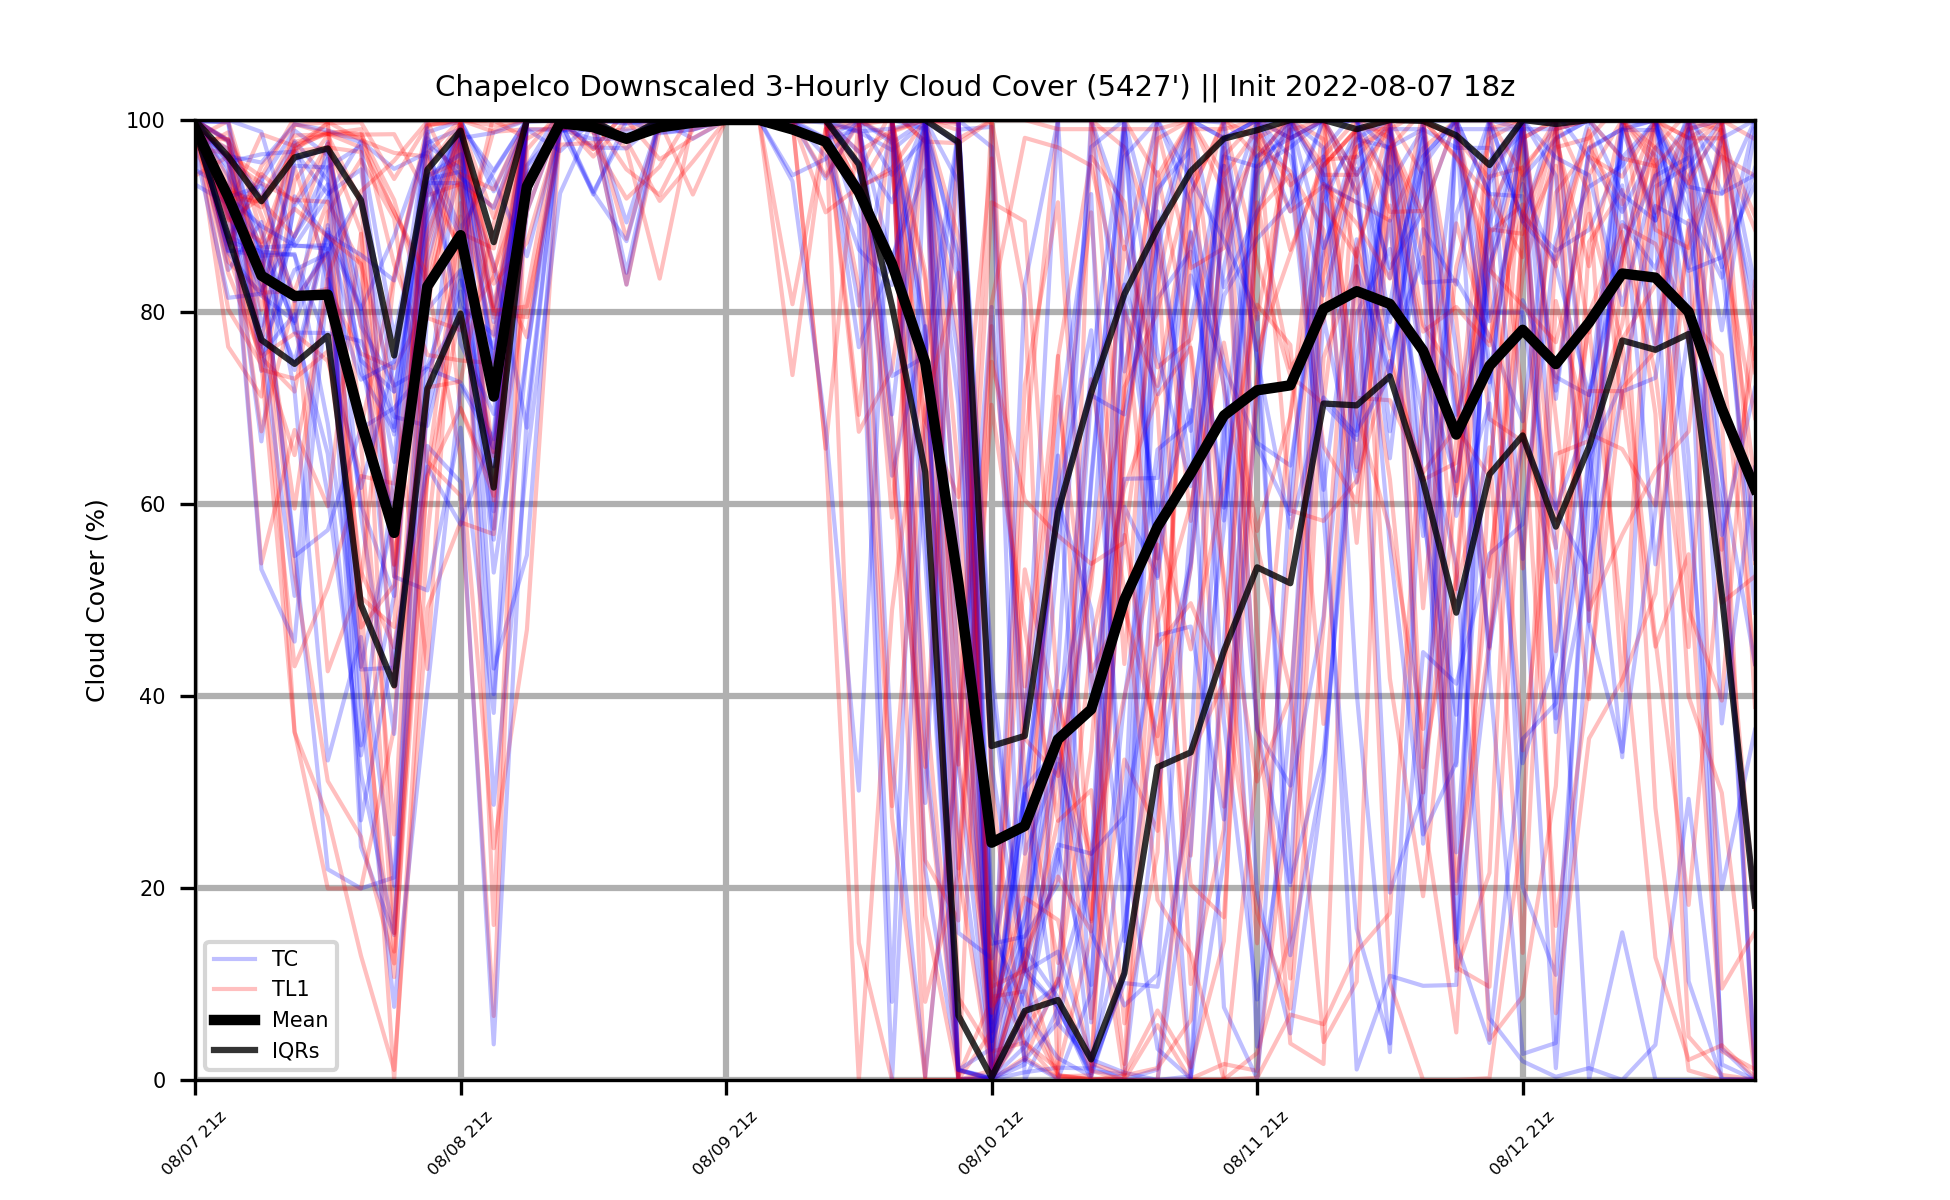 Chapelco Downscaled 3-Hourly Cloud Cover (5427') || Init 2022-08-07 18z
Cloud Cover (%)
100
80
60
40
20
0
TC
TL1
Mean
IQRs
08/07 21z
08/08 21z
08/09 21z
08/10 21z
08/11 21z
08/12 21z